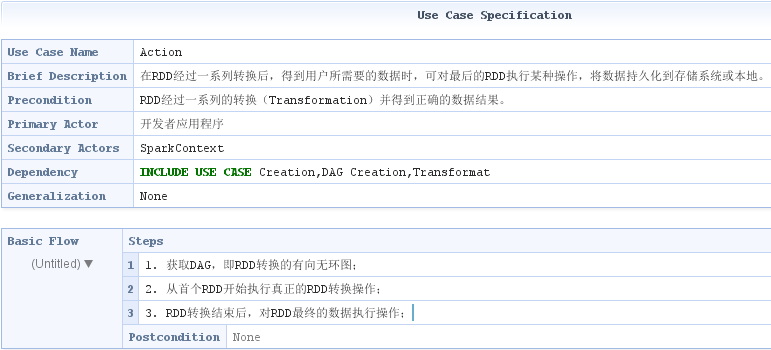 Use Case Specification
Use Case Name Action
Brief Description 在RDD经过一系列转换后，得到用户所需要的数据时，可对最后的RDD执行某种操作，将数据持久化到存储系统或本地。
Precondition RDD经过一系列的转换（Transformation）并得到正确的数据结果。
Primary Actor 开发者应用程序
Secondary Actors SparkContext
Dependency INCLUDE USE CASE Creation,DAG Creation,Transformat
Generalization None
Basic Flow Steps
(Untitled) ▼
1 1. 获取DAG，即RDD转换的有向无环图；
2 2. 从首个RDD开始执行真正的RDD转换操作；
3 3. RDD转换结束后，对RDD最终的数据执行操作；
Postcondition None